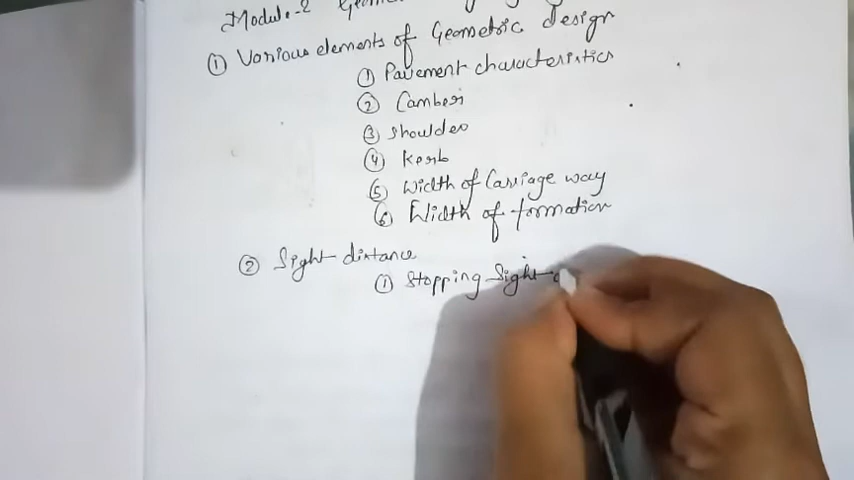 Module-2
① Various elements of Geometric design
① Pavement characteristics
② Camber
③ Shoulder
④ Kerb
⑤ Width of Carriage way
⑥ Width of formation
② Sight distance
① Stopping Sight